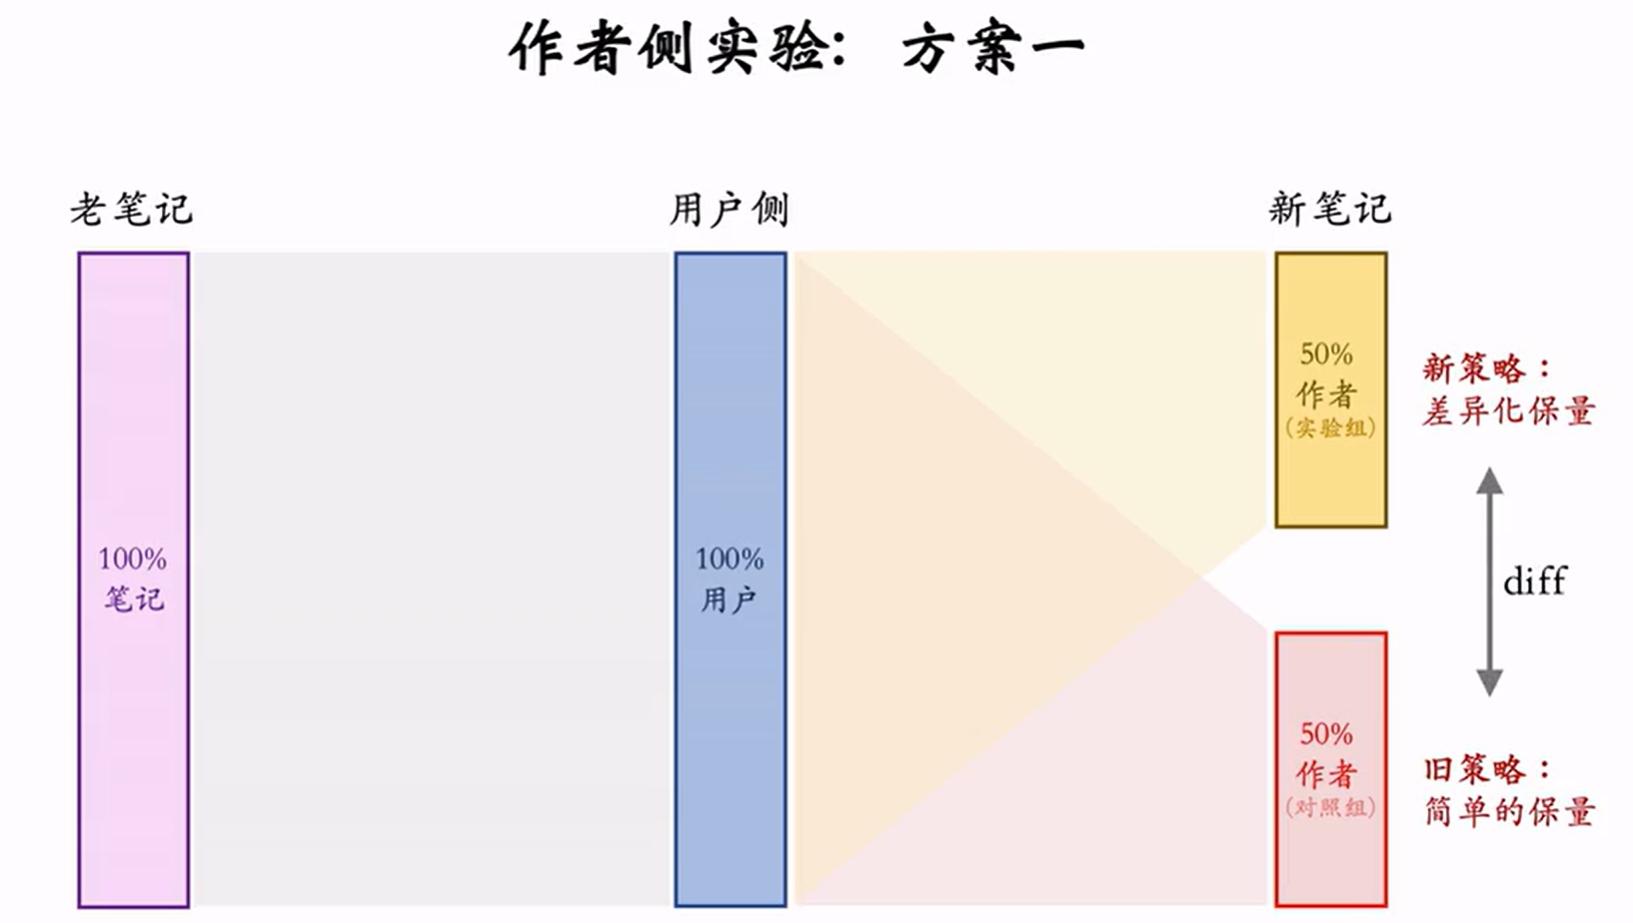 作者侧实验：方案一
老笔记
用户侧
新笔记
100%
笔记
100%
用户
50%
作者
(实验组)
新策略：
差异化保量
diff
50%
作者
(对照组)
旧策略：
简单的保量